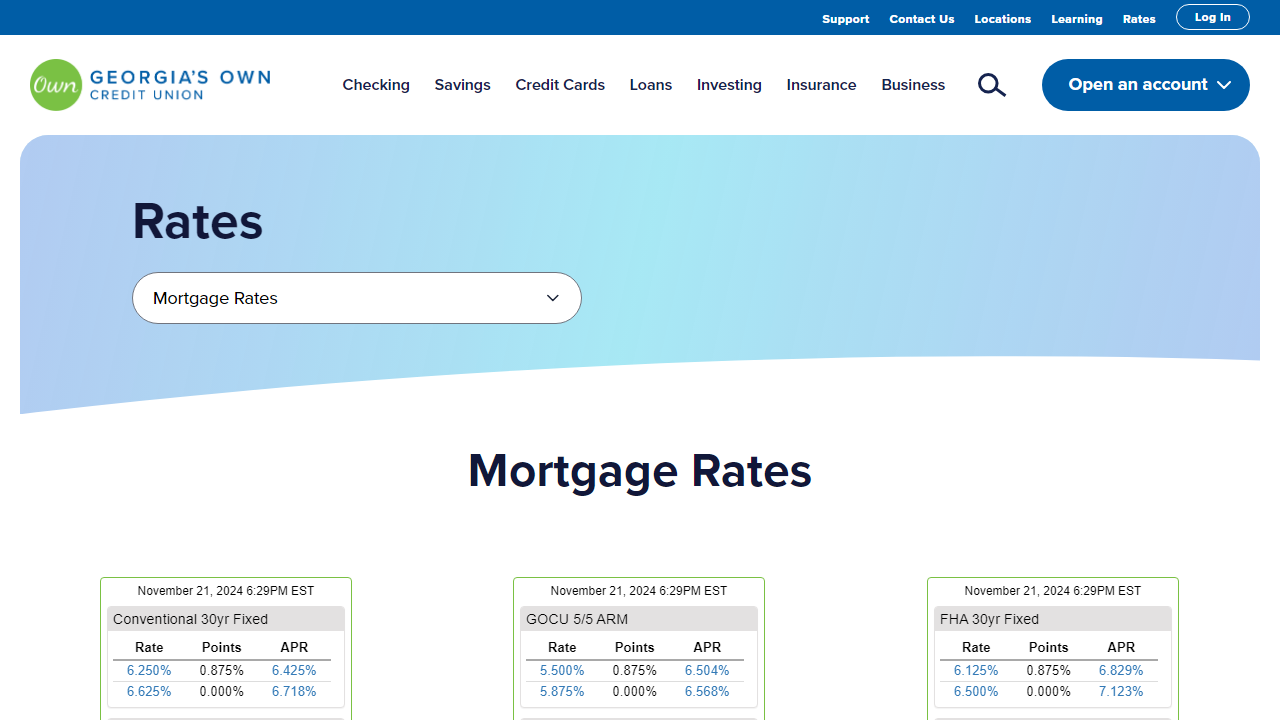 Support Contact Us Locations Learning Rates Log In
Own GEORGIA'S OWN
CREDIT UNION
Checking Savings Credit Cards Loans Investing Insurance Business Open an account
Rates
Mortgage Rates
Mortgage Rates
November 21, 2024 6:29PM EST
Conventional 30yr Fixed
Rate Points APR
6.250% 0.875% 6.425%
6.625% 0.000% 6.718%
November 21, 2024 6:29PM EST
GOCU 5/5 ARM
Rate Points APR
5.500% 0.875% 6.504%
5.875% 0.000% 6.568%
November 21, 2024 6:29PM EST
FHA 30yr Fixed
Rate Points APR
6.125% 0.875% 6.829%
6.500% 0.000% 7.123%